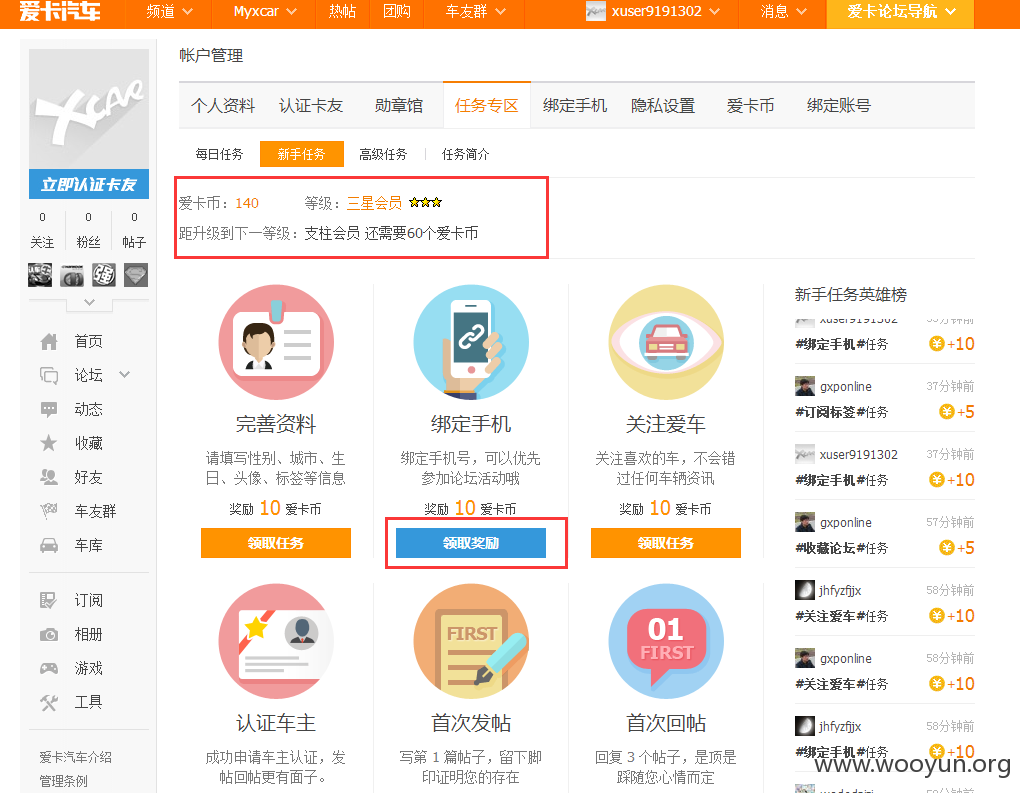 爱卡汽车 频道 Myxcar 热帖 团购 车友群 xuser9191302 消息 爱卡论坛导航
XCAR
立即认证卡友
0 0 0
关注 粉丝 帖子
首页
论坛
动态
收藏
好友
车友群
车库
订阅
相册
游戏
工具
爱卡汽车介绍
管理条例
帐户管理
个人资料 认证卡友 勋章馆 任务专区 绑定手机 隐私设置 爱卡币 绑定账号
每日任务 新手任务 高级任务 任务简介
爱卡币：140 等级：三星会员
距升级到下一等级：支柱会员 还需要60个爱卡币
完善资料
请填写性别、城市、生
日、头像、标签等信息
奖励 10 爱卡币
领取任务
绑定手机
绑定手机号，可以优先
参加论坛活动哦
奖励 10 爱卡币
领取奖励
关注爱车
关注喜欢的车，不会错
过任何车辆资讯
奖励 10 爱卡币
领取任务
认证车主
成功申请车主认证，发
帖回帖更有面子。
FIRST
首次发帖
写第 1 篇帖子，留下脚
印证明您的存在
01
FIRST
首次回帖
回复 3 个帖子，是顶是
踩随您心情而定
新手任务英雄榜
xuser9191302
#绑定手机#任务 +10
gxponline 37分钟前
#订阅标签#任务 +5
xuser9191302 37分钟前
#绑定手机#任务 +10
gxponline 57分钟前
#收藏论坛#任务 +5
jhfyzfjjx 58分钟前
#关注爱车#任务 +10
gxponline 58分钟前
#关注爱车#任务 +10
jhfyzfjjx 58分钟前
#绑定手机#任务 +10
www.wooyun.org